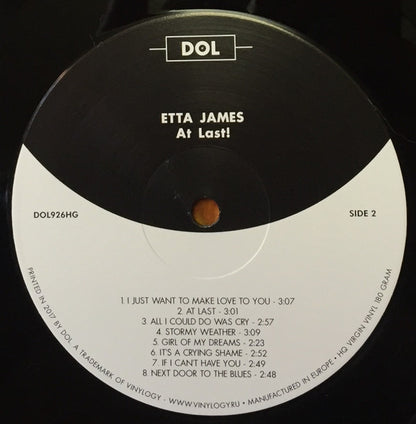 DOL
ETTA JAMES
At Last!
DOL926HG
SIDE 2
1. I JUST WANT TO MAKE LOVE TO YOU - 3:07
2. AT LAST - 3:01
3. ALL I COULD DO WAS CRY - 2:57
4. STORMY WEATHER - 3:09
5. GIRL OF MY DREAMS - 2:23
6. IT'S A CRYING SHAME - 2:52
7. IF I CAN'T HAVE YOU - 2:49
8. NEXT DOOR TO THE BLUES - 2:48
PRINTED IN 2017 BY DOL. A TRADEMARK OF VINYLOGY - WWW.VINYLOGY.RU • MANUFACTURED IN EUROPE • HQ VIRGIN VINYL 180 GRAM